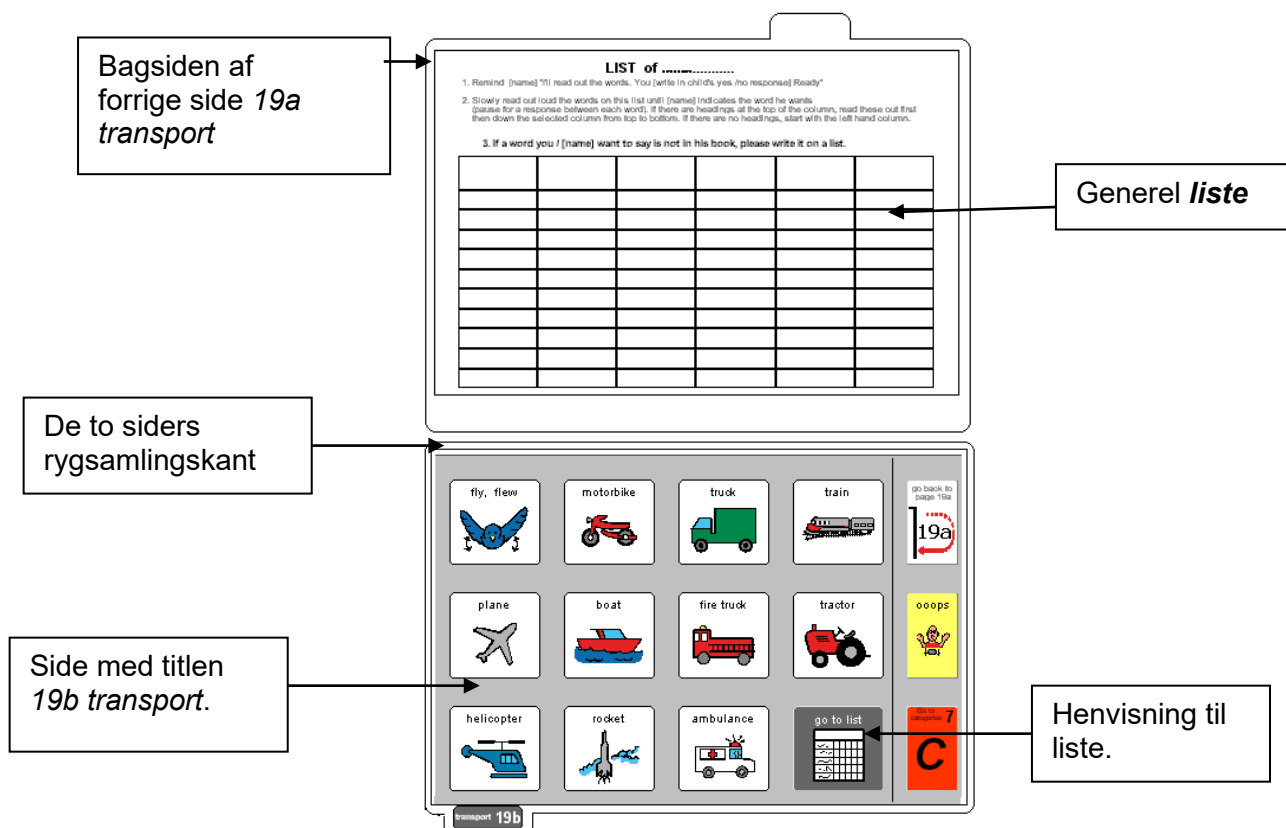 Bagsiden af
forrige side 19a
transport
LIST of ....................
1. Remind [name] "I'll read out the words. You [write in child's yes /no response] Ready"
2. Slowly read out loud the words on this list until [name] indicates the word he wants
(pause for a response between each word). If there are headings at the top of the column, read these out first
then down the selected column from top to bottom. If there are no headings, start with the left hand column.
3. If a word you / [name] want to say is not in his book, please write it on a list.
Generel liste
De to siders
rygsamlingskant
fly, flew
motorbike
truck
train
go back to
page 19a
19a
plane
boat
fire truck
tractor
ooops
Side med titlen
19b transport.
helicopter
rocket
ambulance
go to list
Go to
categories 7
C
Henvisning til
liste.
transport 19b